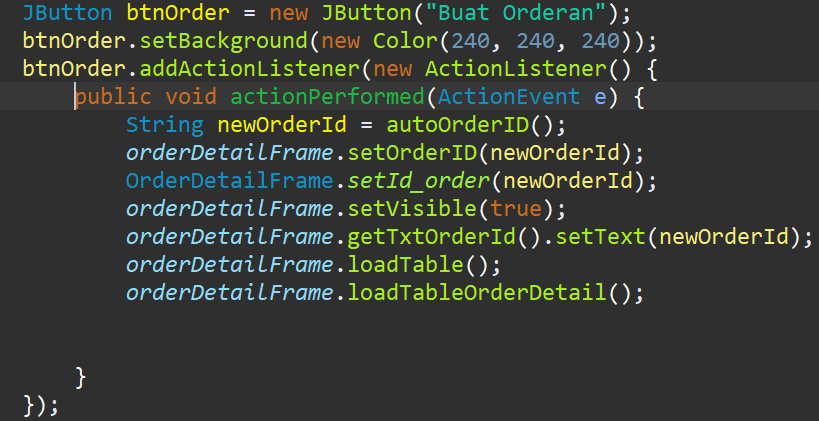 JButton btnOrder = new JButton("Buat Orderan");
btnOrder.setBackground(new Color(240, 240, 240));
btnOrder.addActionListener(new ActionListener() {
    public void actionPerformed(ActionEvent e) {
        String newOrderId = autoOrderID();
        orderDetailFrame.setOrderID(newOrderId);
        OrderDetailFrame.setId_order(newOrderId);
        orderDetailFrame.setVisible(true);
        orderDetailFrame.getTxtOrderId().setText(newOrderId);
        orderDetailFrame.loadTable();
        orderDetailFrame.loadTableOrderDetail();
    }
});